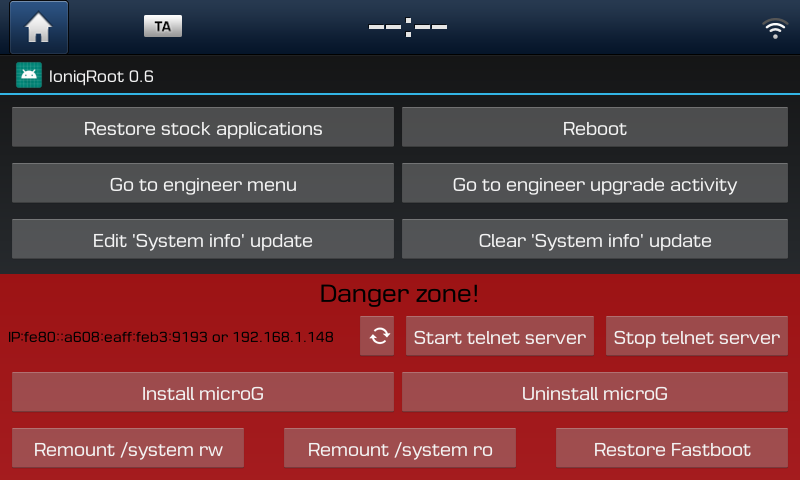 TA
--:--
IoniqRoot 0.6
Restore stock applications
Reboot
Go to engineer menu
Go to engineer upgrade activity
Edit 'System info' update
Clear 'System info' update
Danger zone!
IP:fe80::a608:eaff:feb3:9193 or 192.168.1.148
Start telnet server
Stop telnet server
Install microG
Uninstall microG
Remount /system rw
Remount /system ro
Restore Fastboot